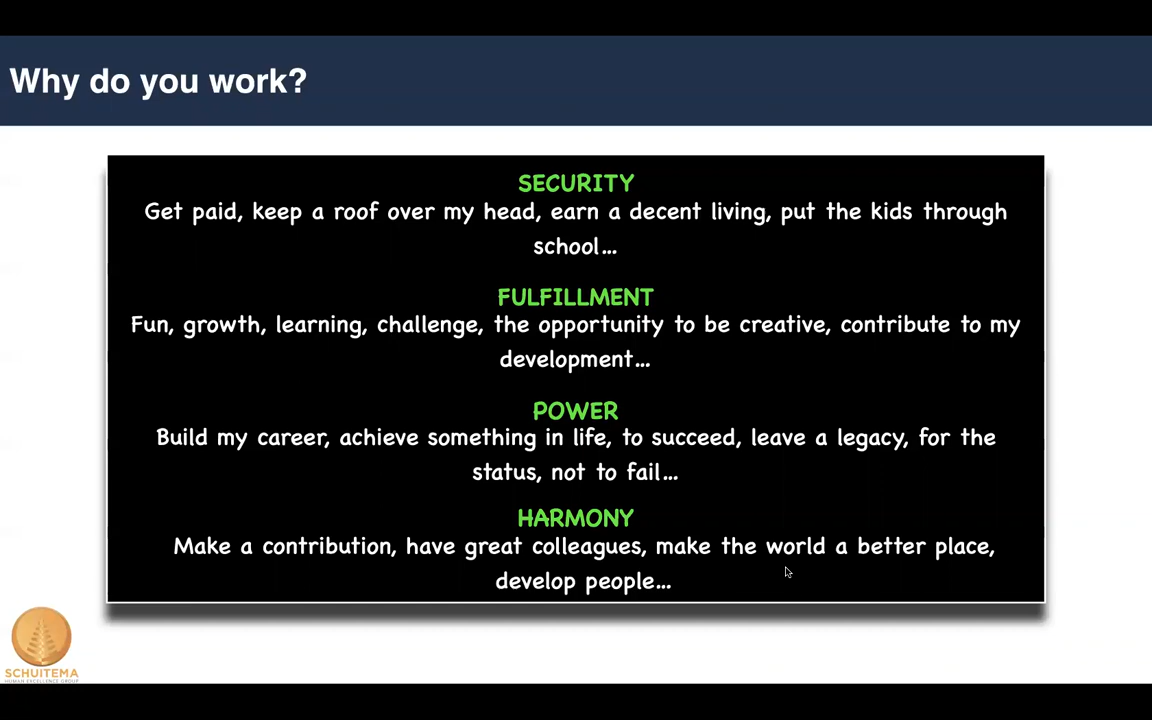 Why do you work?
SECURITY
Get paid, keep a roof over my head, earn a decent living, put the kids through
school...
FULFILLMENT
Fun, growth, learning, challenge, the opportunity to be creative, contribute to my
development...
POWER
Build my career, achieve something in life, to succeed, leave a legacy, for the
status, not to fail...
HARMONY
Make a contribution, have great colleagues, make the world a better place,
develop people...
SCHUITEMA
HUMAN EXCELLENCE GROUP